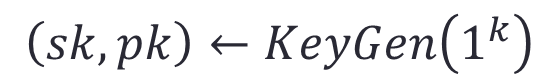 (sk, pk) ← KeyGen(1^k)